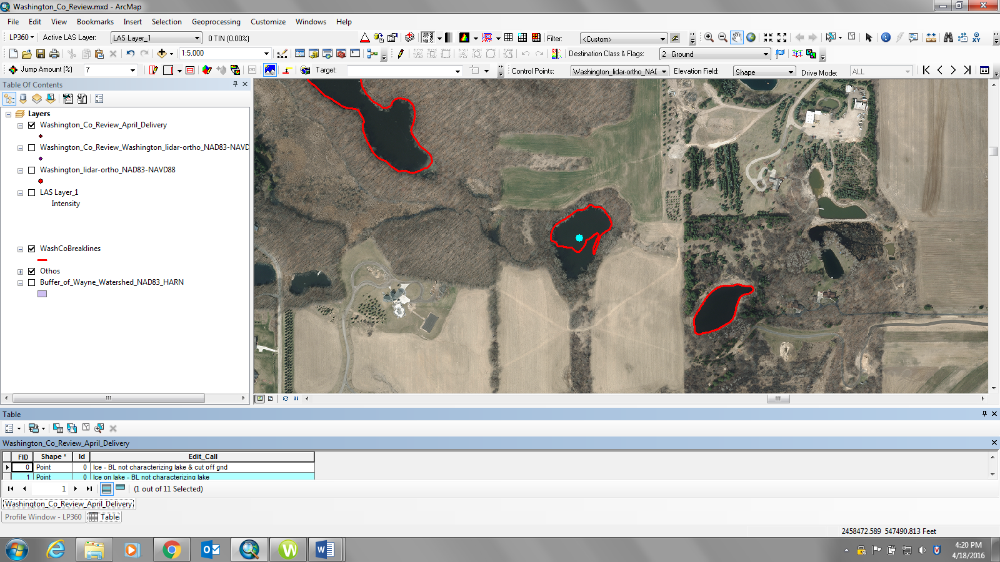 Washington_Co_Review.mxd - ArcMap
File Edit View Bookmarks Insert Selection Geoprocessing Customize Windows Help
LP360 Active LAS Layer: LAS Layer_1 0 TIN (0.00%) Filter: <Custom>
1:5,000 Destination Class & Flags: 2 Ground
Jump Amount (%) 7 Target: Control Points: Washington_lidar-ortho_NAD Elevation Field: Shape Drive Mode: ALL
Table Of Contents
Layers
Washington_Co_Review_April_Delivery
Washington_Co_Review_Washington_lidar-ortho_NAD83-NAVD
Washington_lidar-ortho_NAD83-NAVD88
LAS Layer_1
Intensity
WashCoBreaklines
Othos
Buffer_of_Wayne_Watershed_NAD83_HARN
Table
Washington_Co_Review_April_Delivery
FID Shape * Id Edit_Call
0 Point 0 Ice - BL not characterizing lake & cut off gnd
1 Point 0 Ice on lake - BL not characterizing lake
1 (1 out of 11 Selected)
Washington_Co_Review_April_Delivery
Profile Window - LP360 Table
2458472.589 547490.813 Feet
4:20 PM
4/18/2016